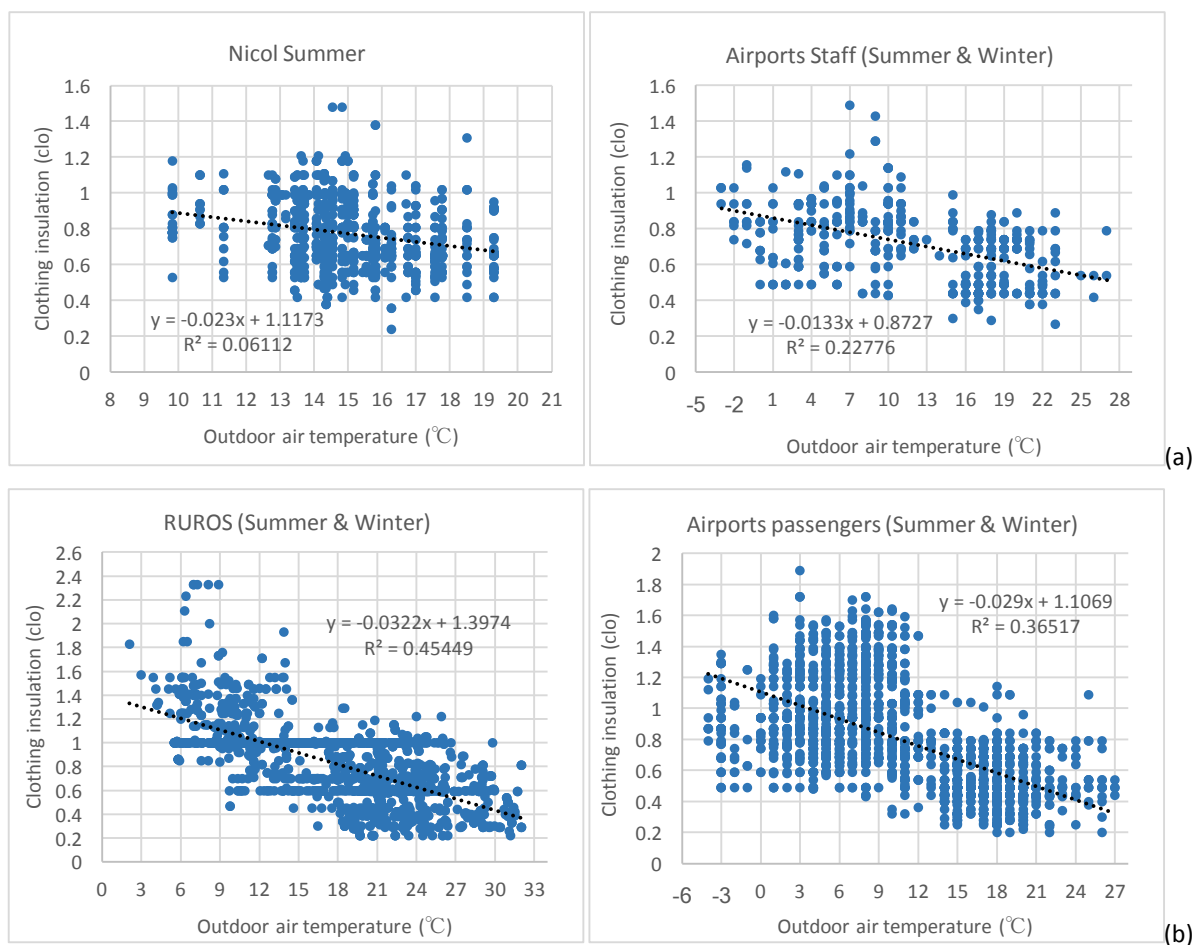 Nicol Summer
Clothing insulation (clo)
1.6
1.4
1.2
1
0.8
0.6
0.4
0.2
0
y = -0.023x + 1.1173
R² = 0.06112
8 9 10 11 12 13 14 15 16 17 18 19 20 21
Outdoor air temperature (℃)
Airports Staff (Summer & Winter)
Clothing insulation (clo)
1.6
1.4
1.2
1
0.8
0.6
0.4
0.2
0
y = -0.0133x + 0.8727
R² = 0.22776
-5 -2 1 4 7 10 13 16 19 22 25 28
Outdoor air temperature (℃)
(a)
RUROS (Summer & Winter)
Clothing insulation (clo)
2.6
2.4
2.2
2
1.8
1.6
1.4
1.2
1
0.8
0.6
0.4
0.2
0
y = -0.0322x + 1.3974
R² = 0.45449
0 3 6 9 12 15 18 21 24 27 30 33
Outdoor air temperature (℃)
Airports passengers (Summer & Winter)
Clothing insulation (clo)
2
1.8
1.6
1.4
1.2
1
0.8
0.6
0.4
0.2
0
y = -0.029x + 1.1069
R² = 0.36517
-6 -3 0 3 6 9 12 15 18 21 24 27
Outdoor air temperature (℃)
(b)